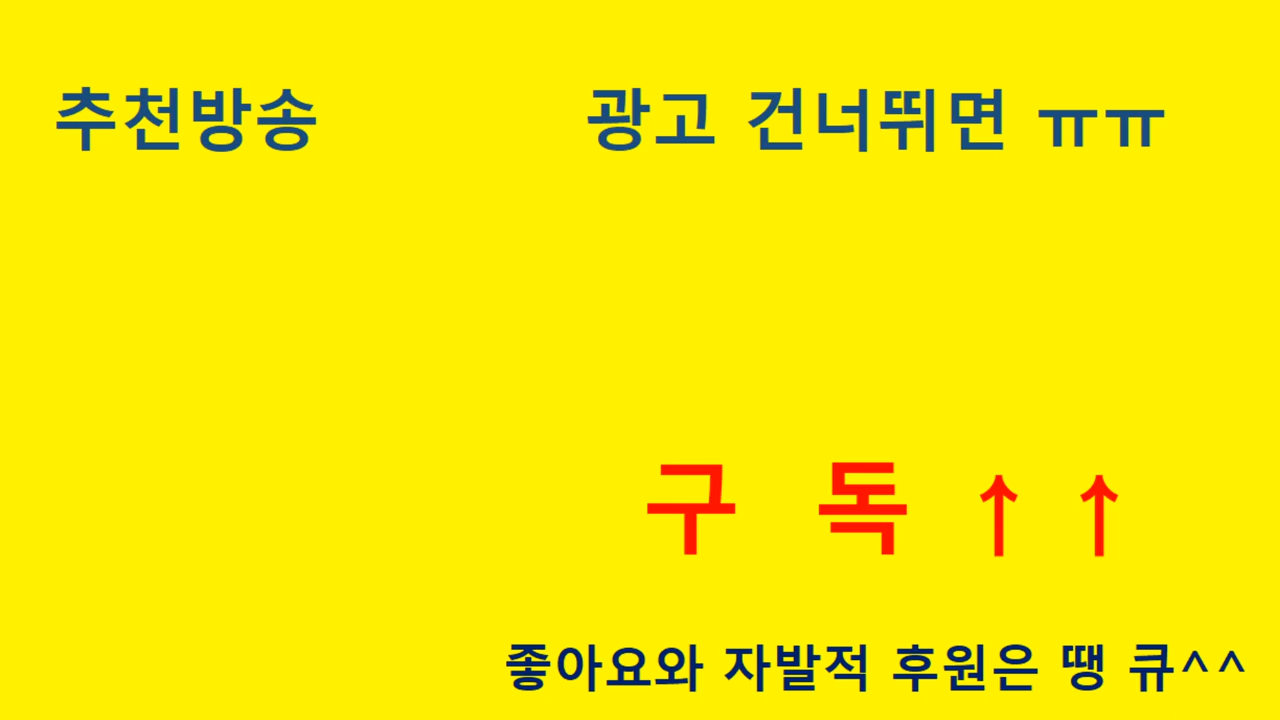 추천방송
광고 건너뛰면 ㅠㅠ
구 독 ↑ ↑
좋아요와 자발적 후원은 땡 큐^^